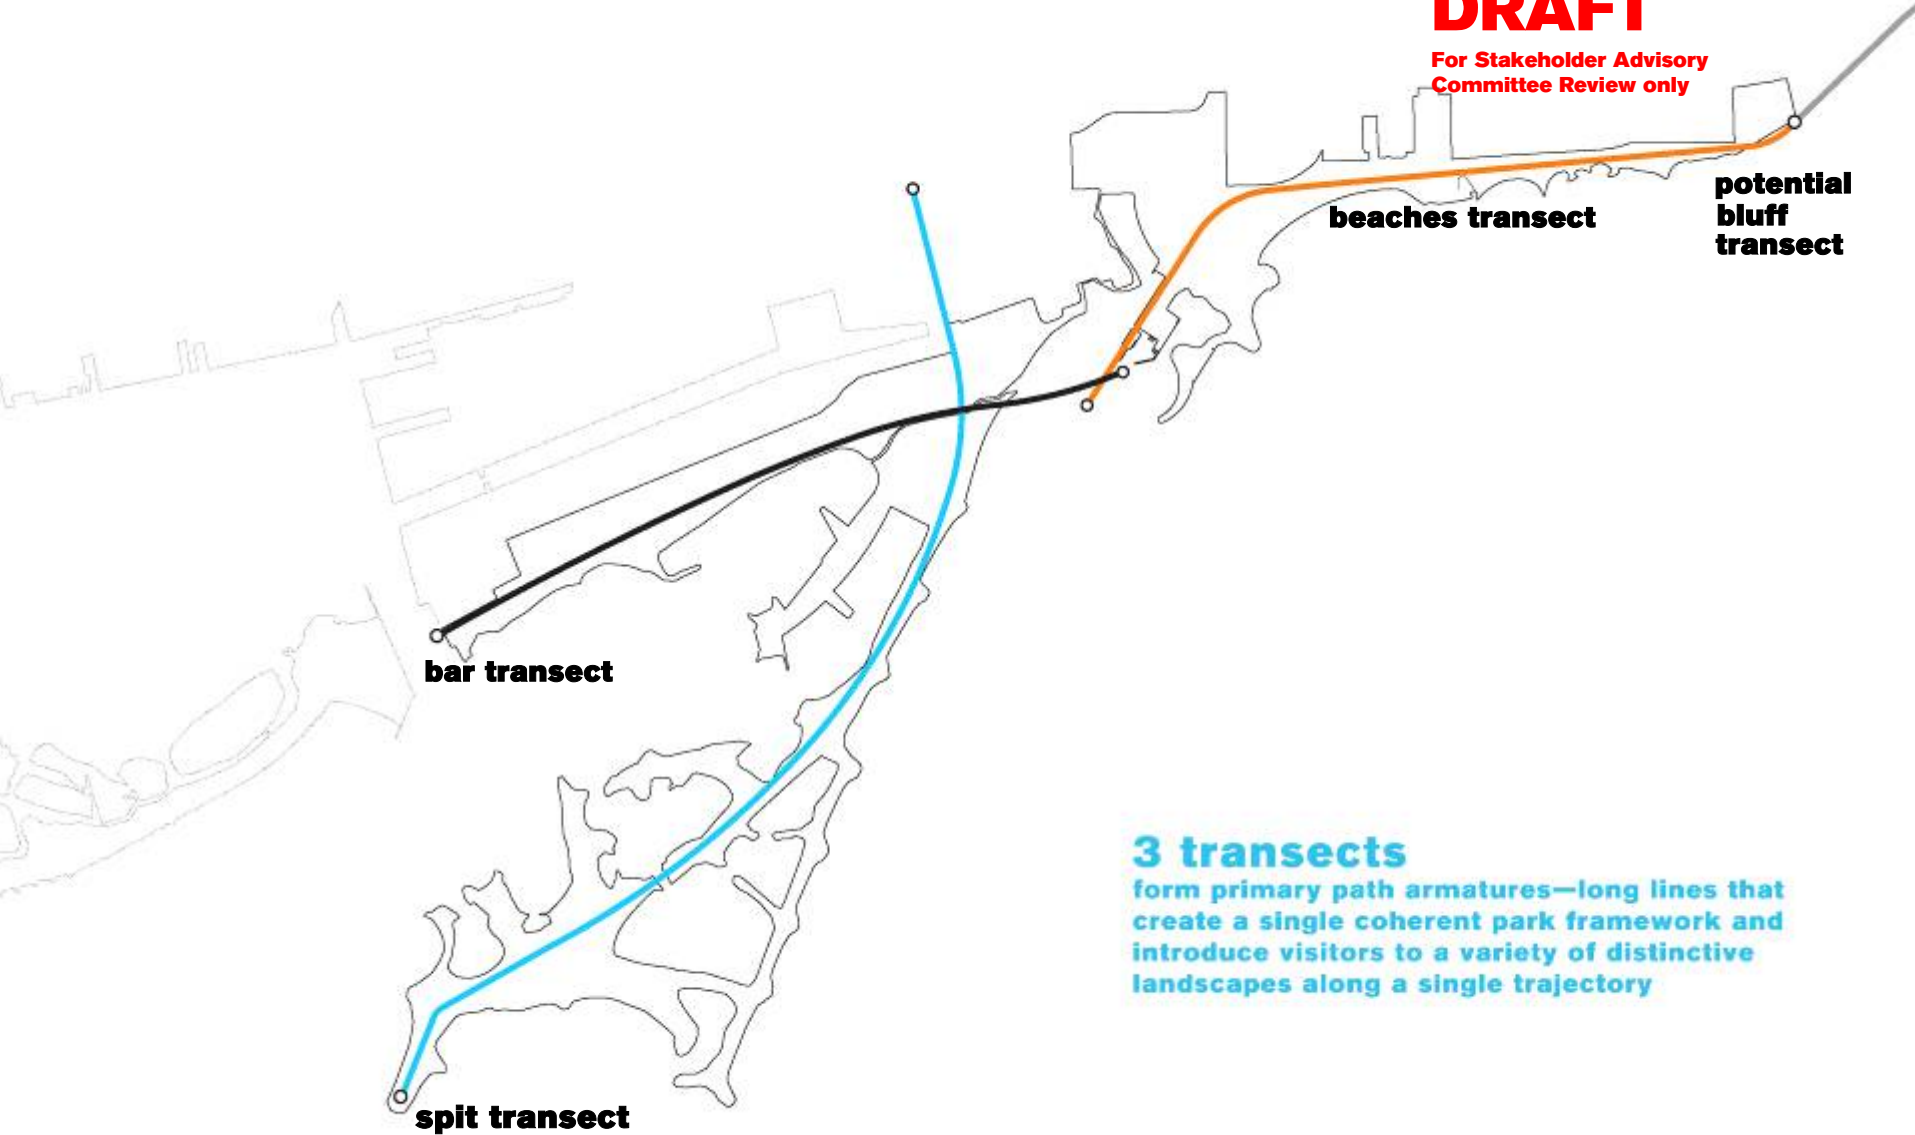 DRAFT
For Stakeholder Advisory
Committee Review only
potential
bluff
transect
beaches transect
bar transect
3 transects
form primary path armatures—long lines that
create a single coherent park framework and
introduce visitors to a variety of distinctive
landscapes along a single trajectory
spit transect